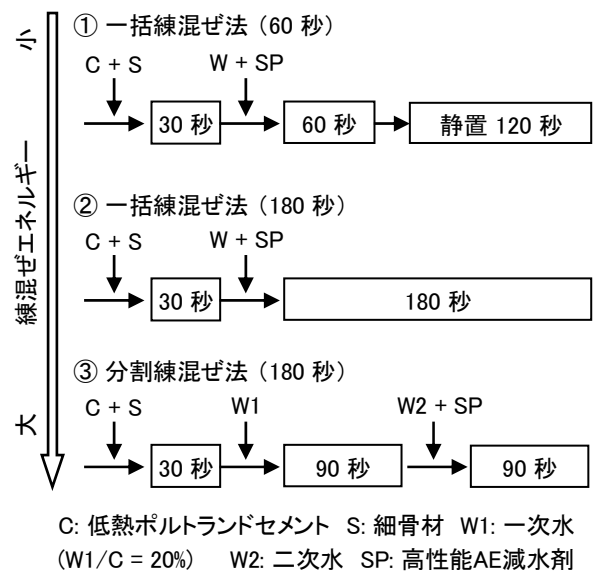 小
練混ぜエネルギー
大
① 一括練混ぜ法（60 秒）
C + S W + SP
30 秒 60 秒 静置 120 秒
② 一括練混ぜ法（180 秒）
C + S W + SP
30 秒 180 秒
③ 分割練混ぜ法（180 秒）
C + S W1 W2 + SP
30 秒 90 秒 90 秒
C: 低熱ポルトランドセメント S: 細骨材 W1: 一次水
(W1/C = 20%) W2: 二次水 SP: 高性能AE減水剤